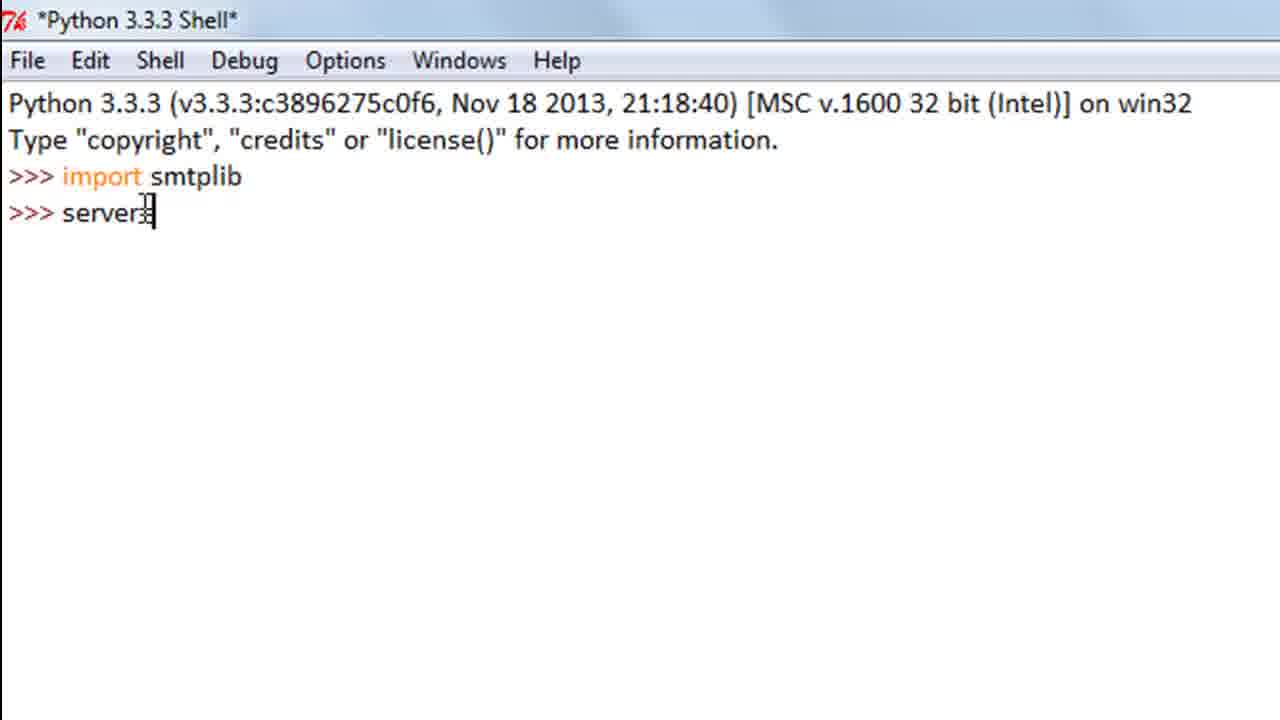 *Python 3.3.3 Shell*
File Edit Shell Debug Options Windows Help
Python 3.3.3 (v3.3.3:c3896275c0f6, Nov 18 2013, 21:18:40) [MSC v.1600 32 bit (Intel)] on win32
Type "copyright", "credits" or "license()" for more information.
>>> import smtplib
>>> server